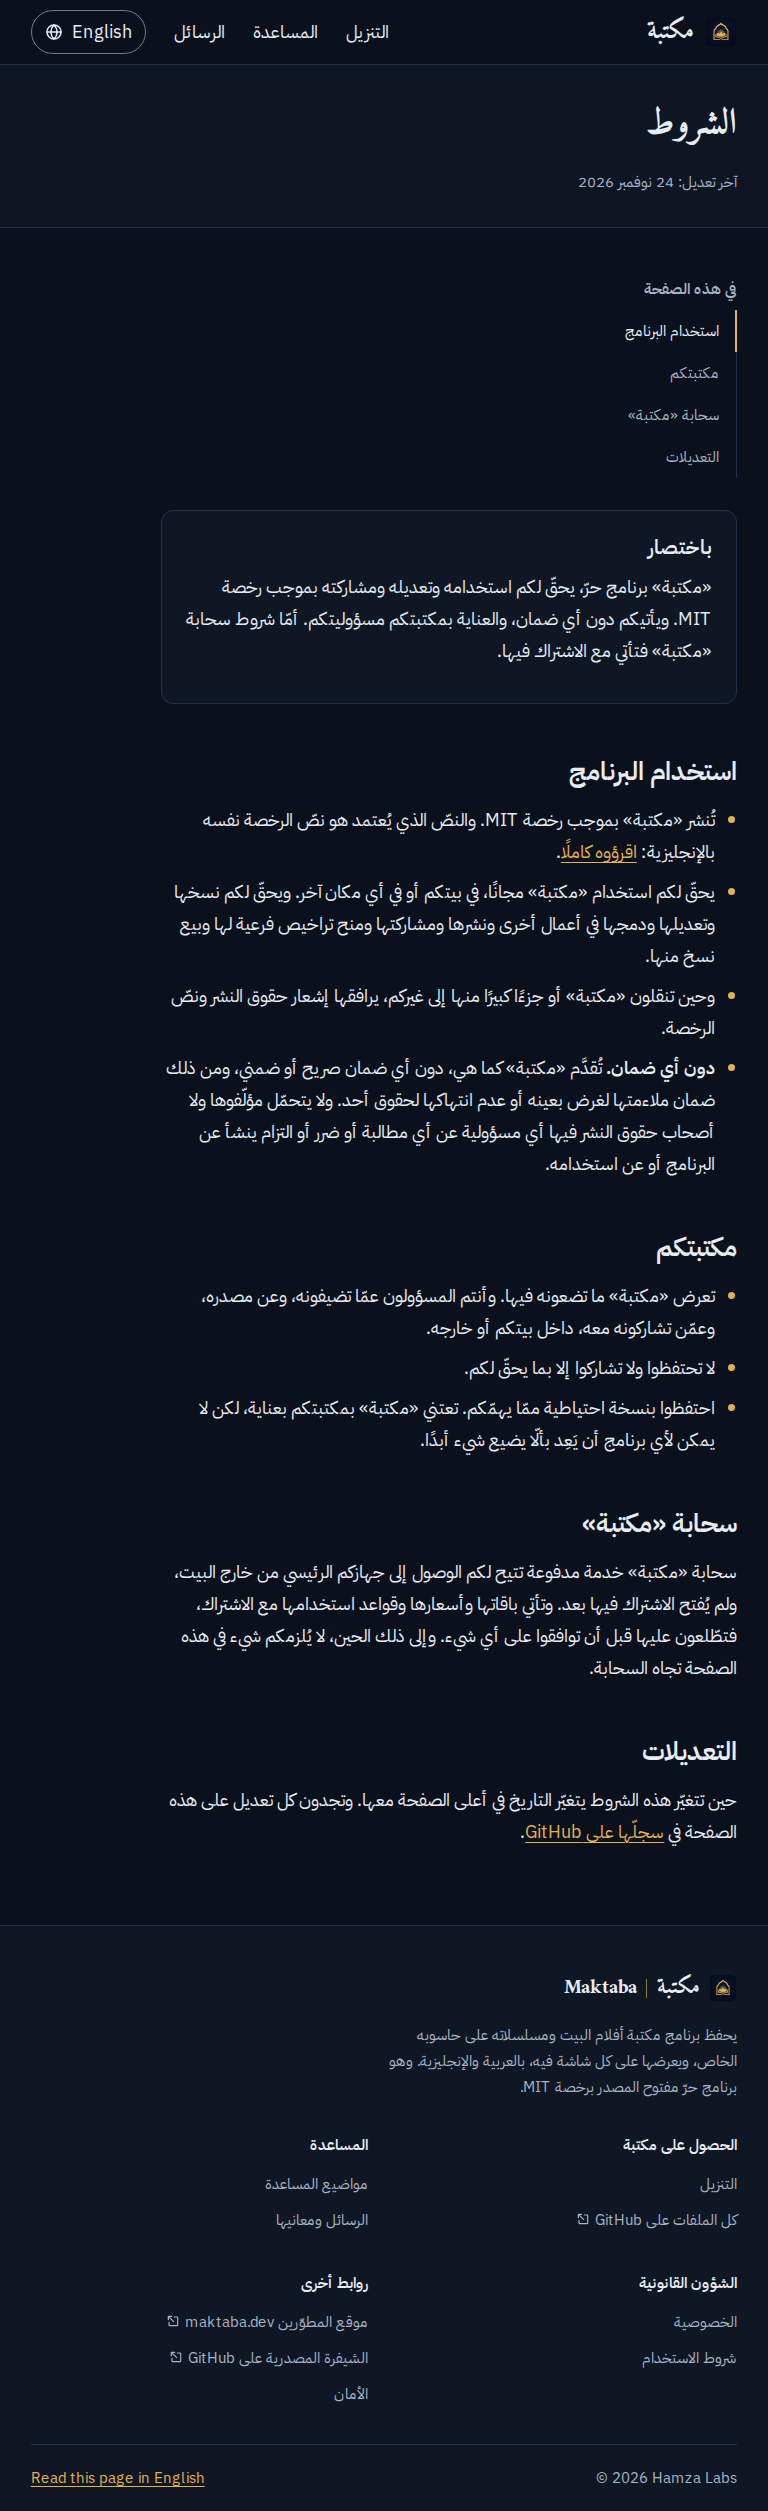 مكتبة
التنزيل
المساعدة
الرسائل
English
الشروط
آخر تعديل: 24 نوفمبر 2026
في هذه الصفحة
استخدام البرنامج
مكتبتكم
سحابة «مكتبة»
التعديلات
باختصار
«مكتبة» برنامج حرّ، يحقّ لكم استخدامه وتعديله ومشاركته بموجب رخصة
MIT. ويأتيكم دون أي ضمان، والعناية بمكتبتكم مسؤوليتكم. أمّا شروط سحابة
«مكتبة» فتأتي مع الاشتراك فيها.
استخدام البرنامج
تُنشر «مكتبة» بموجب رخصة MIT. والنصّ الذي يُعتمد هو نصّ الرخصة نفسه
بالإنجليزية: اقرؤوه كاملًا.
يحقّ لكم استخدام «مكتبة» مجانًا، في بيتكم أو في أي مكان آخر. ويحقّ لكم نسخها
وتعديلها ودمجها في أعمال أخرى ونشرها ومشاركتها ومنح تراخيص فرعية لها وبيع
نسخ منها.
وحين تنقلون «مكتبة» أو جزءًا كبيرًا منها إلى غيركم، يرافقها إشعار حقوق النشر ونصّ
الرخصة.
دون أي ضمان. تُقدَّم «مكتبة» كما هي، دون أي ضمان صريح أو ضمني، ومن ذلك
ضمان ملاءمتها لغرض بعينه أو عدم انتهاكها لحقوق أحد. ولا يتحمّل مؤلّفوها ولا
أصحاب حقوق النشر فيها أي مسؤولية عن أي مطالبة أو ضرر أو التزام ينشأ عن
البرنامج أو عن استخدامه.
مكتبتكم
تعرض «مكتبة» ما تضعونه فيها. وأنتم المسؤولون عمّا تضيفونه، وعن مصدره،
وعمّن تشاركونه معه، داخل بيتكم أو خارجه.
لا تحتفظوا ولا تشاركوا إلا بما يحقّ لكم.
احتفظوا بنسخة احتياطية ممّا يهمّكم. تعتني «مكتبة» بمكتبتكم بعناية، لكن لا
يمكن لأي برنامج أن يَعِد بألّا يضيع شيء أبدًا.
سحابة «مكتبة»
سحابة «مكتبة» خدمة مدفوعة تتيح لكم الوصول إلى جهازكم الرئيسي من خارج البيت،
ولم يُفتح الاشتراك فيها بعد. وتأتي باقاتها وأسعارها وقواعد استخدامها مع الاشتراك،
فتطّلعون عليها قبل أن توافقوا على أي شيء. وإلى ذلك الحين، لا يُلزمكم شيء في هذه
الصفحة تجاه السحابة.
التعديلات
حين تتغيّر هذه الشروط يتغيّر التاريخ في أعلى الصفحة معها. وتجدون كل تعديل على هذه
الصفحة في سجلّها على GitHub.
مكتبة | Maktaba
يحفظ برنامج مكتبة أفلام البيت ومسلسلاته على حاسوبه
الخاص، ويعرضها على كل شاشة فيه، بالعربية والإنجليزية. وهو
برنامج حرّ مفتوح المصدر برخصة MIT.
الحصول على مكتبة
التنزيل
كل الملفات على GitHub
المساعدة
مواضيع المساعدة
الرسائل ومعانيها
الشؤون القانونية
الخصوصية
شروط الاستخدام
روابط أخرى
موقع المطوّرين maktaba.dev
الشيفرة المصدرية على GitHub
الأمان
© 2026 Hamza Labs
Read this page in English